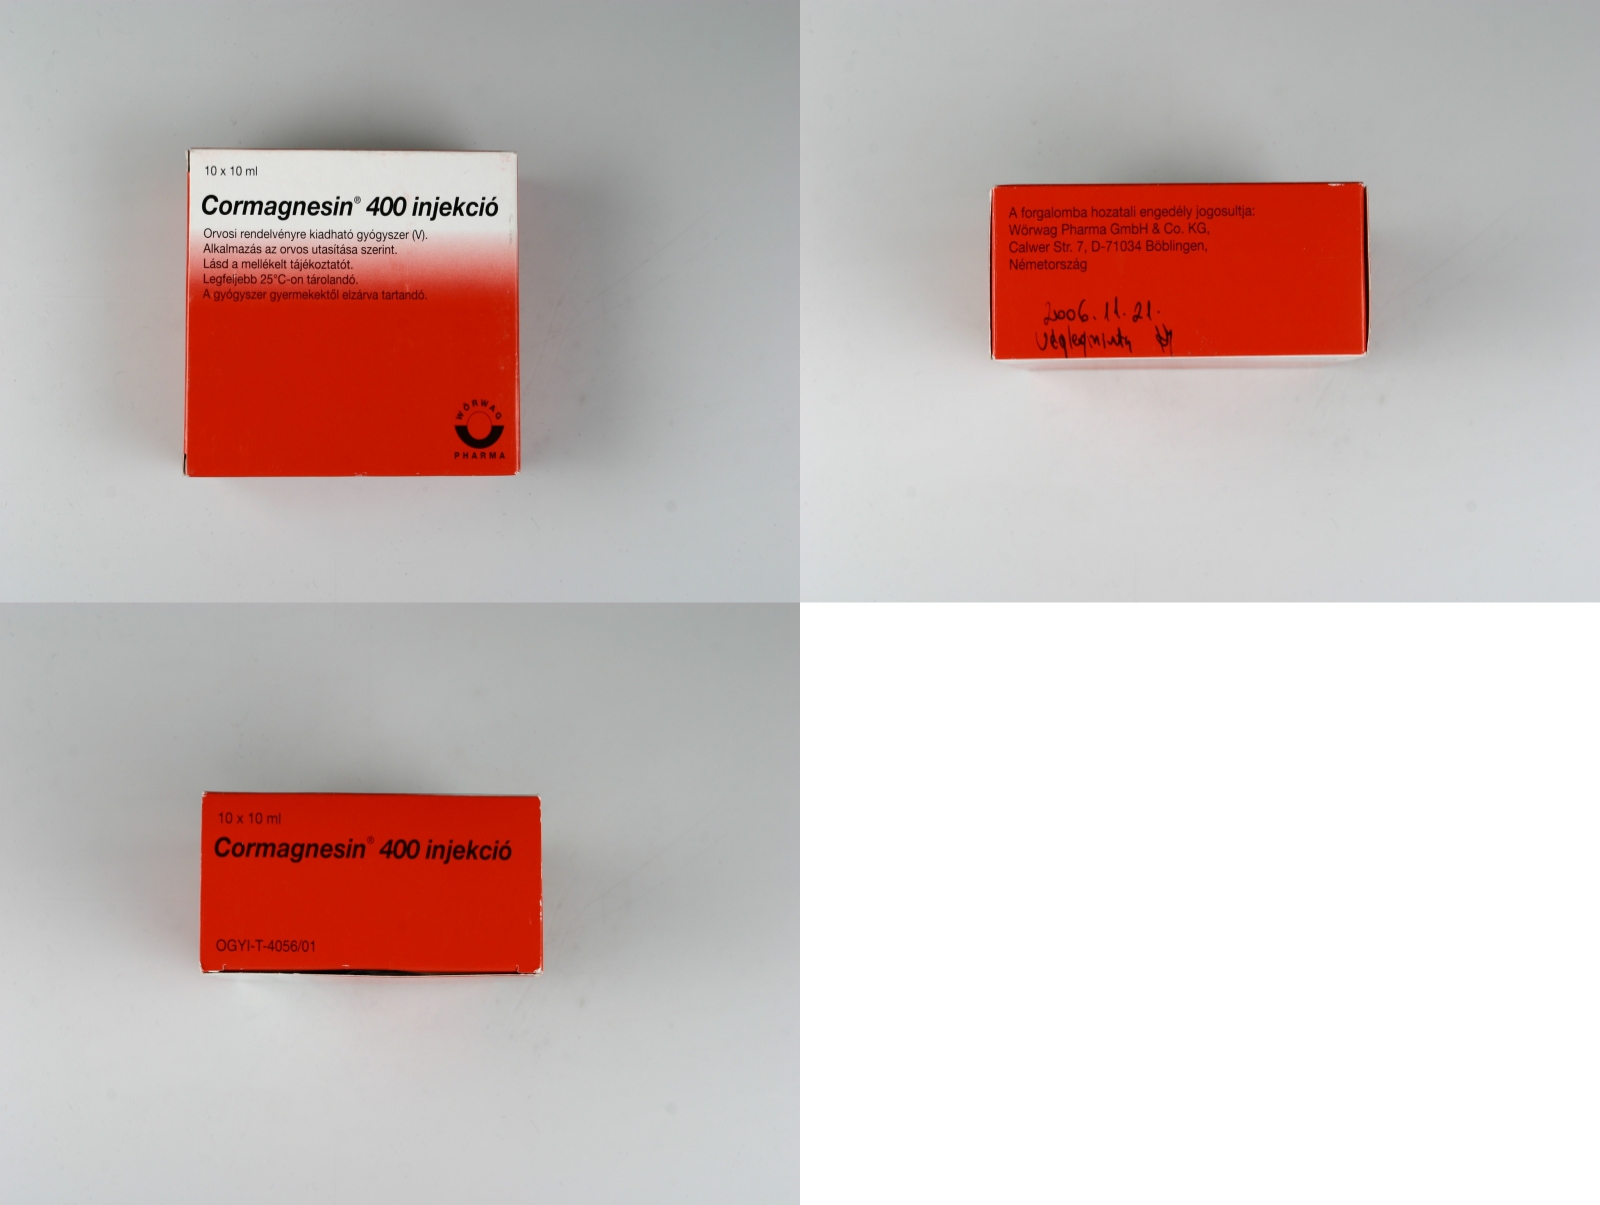 10 x 10 ml
Cormagnesin® 400 injekció
Orvosi rendelvényre kiadható gyógyszer (V).
Alkalmazás az orvos utasítása szerint.
Lásd a mellékelt tájékoztatót.
Legfeljebb 25°C-on tárolandó.
A gyógyszer gyermekektől elzárva tartandó.
WÖRWAG
PHARMA
A forgalomba hozatali engedély jogosultja:
Wörwag Pharma GmbH & Co. KG,
Calwer Str. 7, D-71034 Böblingen,
Németország
2006.11.21.
Véglegminta
10 x 10 ml
Cormagnesin® 400 injekció
OGYI-T-4056/01